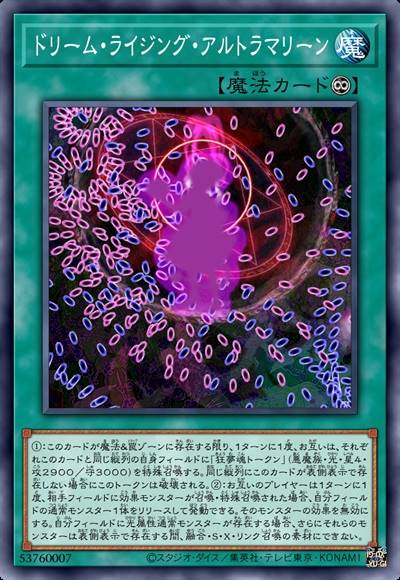 ドリーム・ライジング・アルトラマリーン
魔
【魔法カード】
①:このカードが魔法&罠ゾーンに存在する限り、1ターンに1度、お互いは、それぞ
れこのカードと同じ縦列の自身フィールドに「狂夢魂トークン」(悪魔族・光・星4・
攻2900/守3000)を特殊召喚する。同じ縦列にこのカードが表側表示で存
在しない場合にこのトークンは破壊される。②:お互いのプレイヤーは1ターンに1
度、相手フィールドに効果モンスターが召喚・特殊召喚された場合、自分フィール
ドの通常モンスター1体をリリースして発動できる。そのモンスターの効果を無効に
する。自分フィールドに光属性通常モンスターが存在する場合、さらにそれらのモ
ンスターは表側表示で存在する間、融合・S・X・リンク召喚の素材にできない。
53760007
©スタジオ・ダイス/集英社・テレビ東京・KONAMI